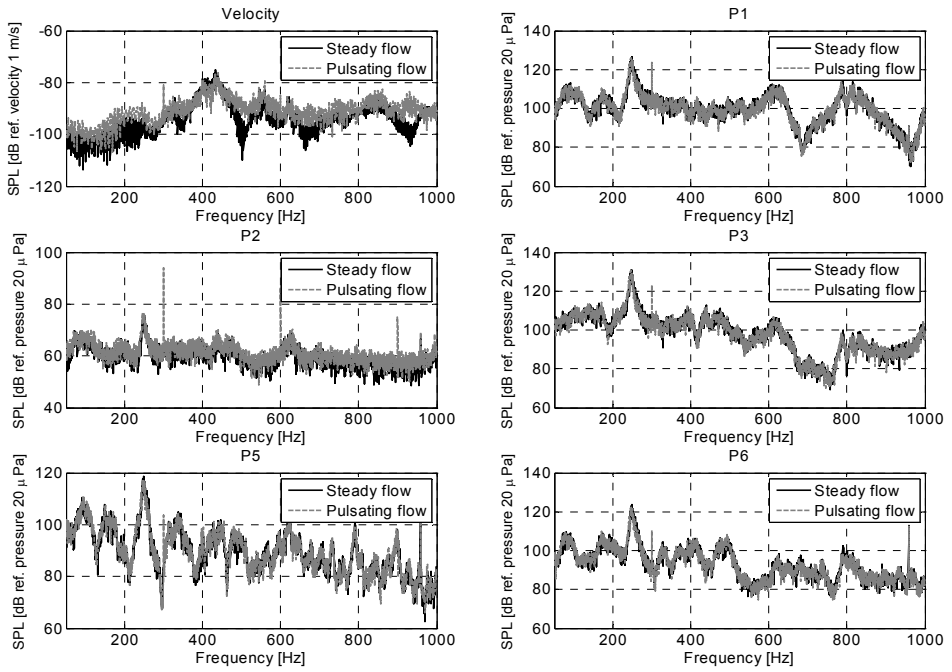 Velocity
SPL [dB ref. velocity 1 m/s]
-60
-80
-100
-120
Steady flow
Pulsating flow
200 400 600 800 1000
Frequency [Hz]
P1
SPL [dB ref. pressure 20 μ Pa]
140
120
100
80
60
Steady flow
Pulsating flow
200 400 600 800 1000
Frequency [Hz]
P2
SPL [dB ref. pressure 20 μ Pa]
100
80
60
40
Steady flow
Pulsating flow
200 400 600 800 1000
Frequency [Hz]
P3
SPL [dB ref. pressure 20 μ Pa]
140
120
100
80
60
Steady flow
Pulsating flow
200 400 600 800 1000
Frequency [Hz]
P5
SPL [dB ref. pressure 20 μ Pa]
120
100
80
60
Steady flow
Pulsating flow
200 400 600 800 1000
Frequency [Hz]
P6
SPL [dB ref. pressure 20 μ Pa]
140
120
100
80
60
Steady flow
Pulsating flow
200 400 600 800 1000
Frequency [Hz]